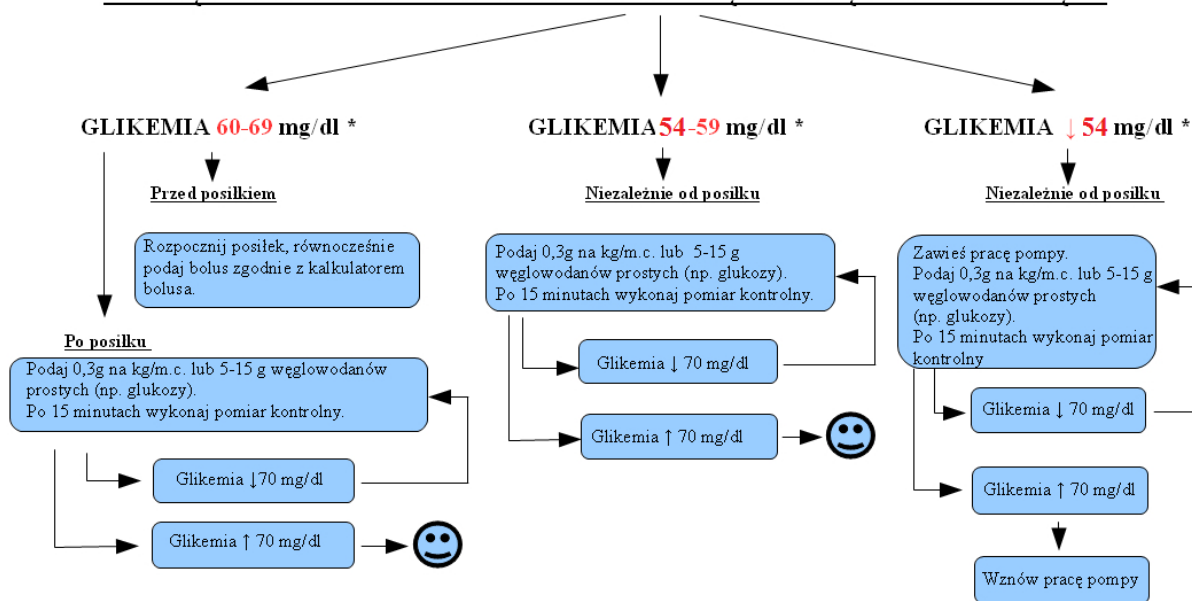 GLIKEMIA 60-69 mg/dl *
Przed posiłkiem
Rozpocznij posiłek, równocześnie
podaj bolus zgodnie z kalkulatorem
bolusa.
Po posiłku
Podaj 0,3g na kg/m.c. lub 5-15 g węglowodanów
prostych (np. glukozy).
Po 15 minutach wykonaj pomiar kontrolny.
Glikemia ↓70 mg/dl
Glikemia ↑ 70 mg/dl
GLIKEMIA 54-59 mg/dl *
Niezależnie od posiłku
Podaj 0,3g na kg/m.c. lub 5-15 g
węglowodanów prostych (np. glukozy).
Po 15 minutach wykonaj pomiar kontrolny.
Glikemia ↓ 70 mg/dl
Glikemia ↑ 70 mg/dl
GLIKEMIA ↓ 54 mg/dl *
Niezależnie od posiłku
Zawieś pracę pompy.
Podaj 0,3g na kg/m.c. lub 5-15 g
węglowodanów prostych
(np. glukozy).
Po 15 minutach wykonaj pomiar
kontrolny
Glikemia ↓ 70 mg/dl
Glikemia ↑ 70 mg/dl
Wznów pracę pompy